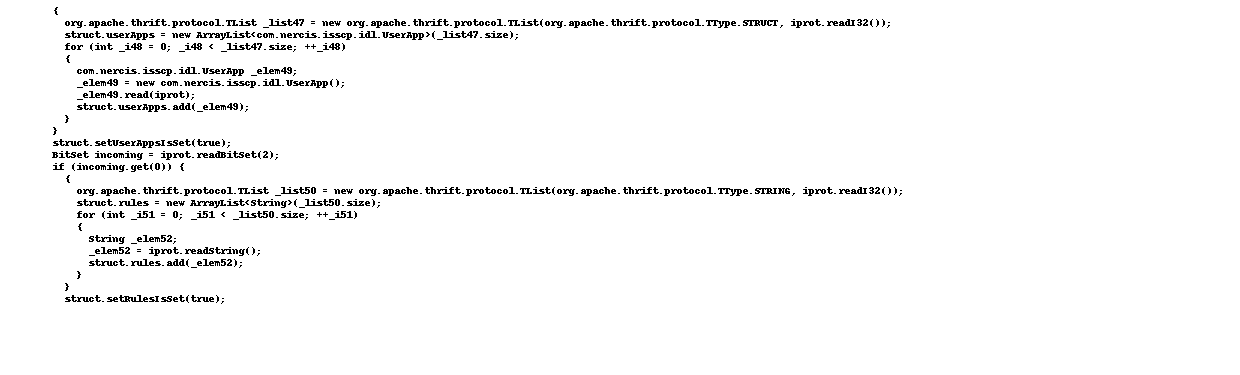 {
org.apache.thrift.protocol.TList _list47 = new org.apache.thrift.protocol.TList(org.apache.thrift.protocol.TType.STRUCT, iprot.readI32());
struct.userApps = new ArrayList<com.nercis.isscp.idl.UserApp>(_list47.size);
for (int _i48 = 0; _i48 < _list47.size; ++_i48)
{
com.nercis.isscp.idl.UserApp _elem49;
_elem49 = new com.nercis.isscp.idl.UserApp();
_elem49.read(iprot);
struct.userApps.add(_elem49);
}
}
struct.setUserAppsIsSet(true);
BitSet incoming = iprot.readBitSet(2);
if (incoming.get(0)) {
{
org.apache.thrift.protocol.TList _list50 = new org.apache.thrift.protocol.TList(org.apache.thrift.protocol.TType.STRING, iprot.readI32());
struct.rules = new ArrayList<String>(_list50.size);
for (int _i51 = 0; _i51 < _list50.size; ++_i51)
{
String _elem52;
_elem52 = iprot.readString();
struct.rules.add(_elem52);
}
}
struct.setRulesIsSet(true);